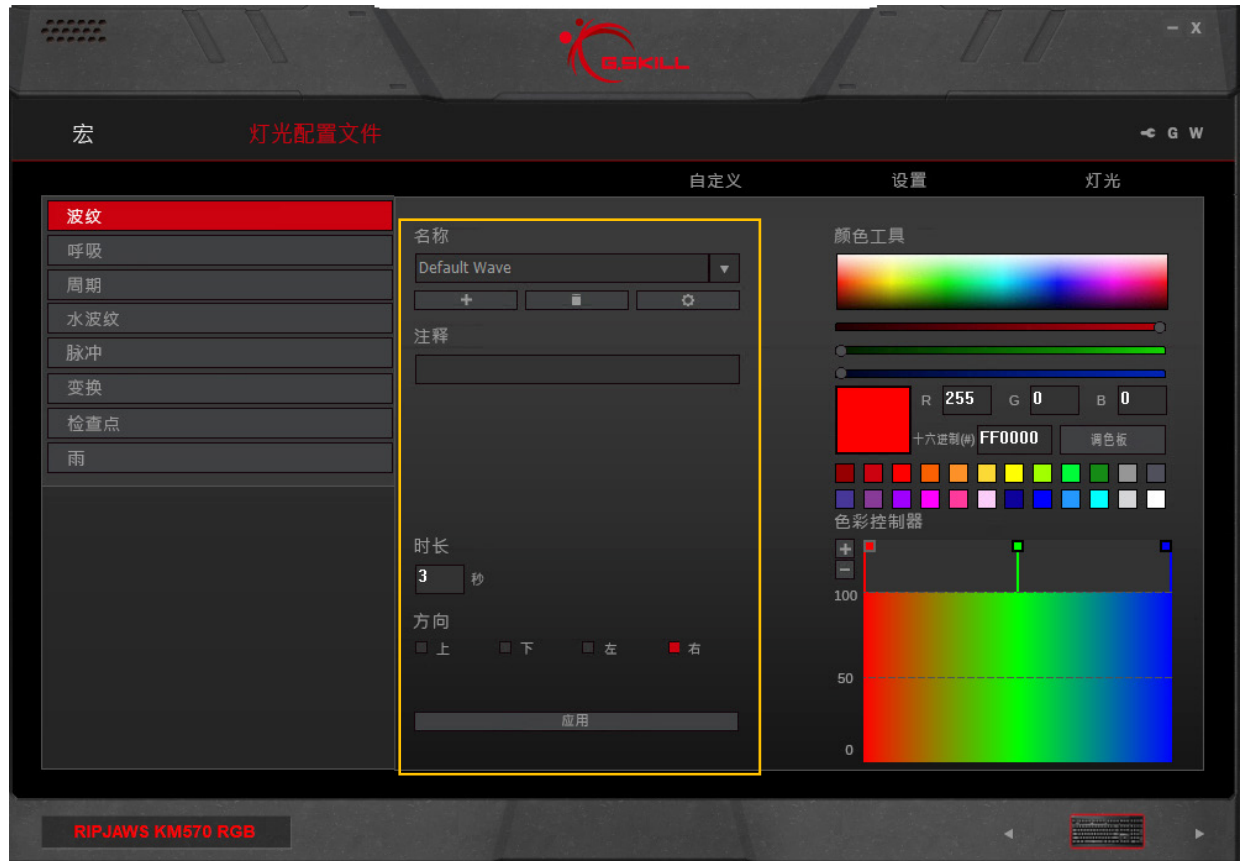 G.SKILL
– X
宏 灯光配置文件 G W
自定义 设置 灯光
波纹
呼吸
周期
水波纹
脉冲
变换
检查点
雨
名称
Default Wave
注释
时长
3 秒
方向
上 下 左 右
应用
颜色工具
R 255 G 0 B 0
十六进制(#) FF0000 调色板
色彩控制器
+
−
100
50
0
RIPJAWS KM570 RGB